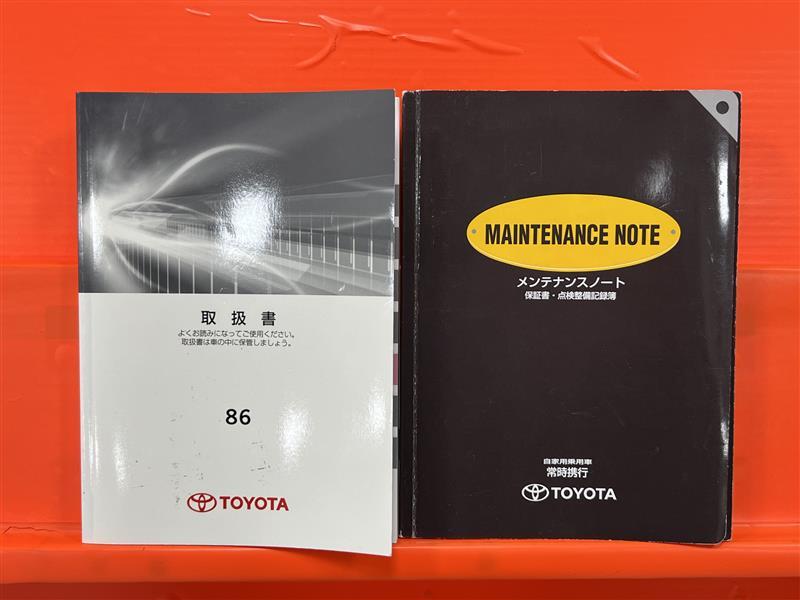 取扱書
よくお読みになってご使用ください。
取扱書は車の中に保管しましょう。
86
TOYOTA
MAINTENANCE NOTE
メンテナンスノート
保証書・点検整備記録簿
自家用乗用車
常時携行
TOYOTA